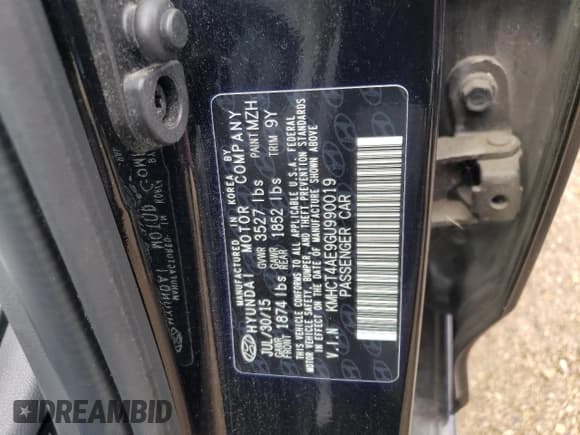 MANUFACTURED IN KOREA BY
HYUNDAI MOTOR COMPANY
JUL/30/15 GVWR 3527 lbs PAINT MZH
GAWR FRONT 1874 lbs GAWR REAR 1852 lbs TRIM 9Y
THIS VEHICLE CONFORMS TO ALL APPLICABLE U.S.A. FEDERAL
MOTOR VEHICLE SAFETY, BUMPER, AND THEFT PREVENTION STANDARDS
IN EFFECT ON THE DATE OF MANUFACTURE SHOWN ABOVE
V.I.N : KMHCT4AE9GU990019
PASSENGER CAR
DREAMBID